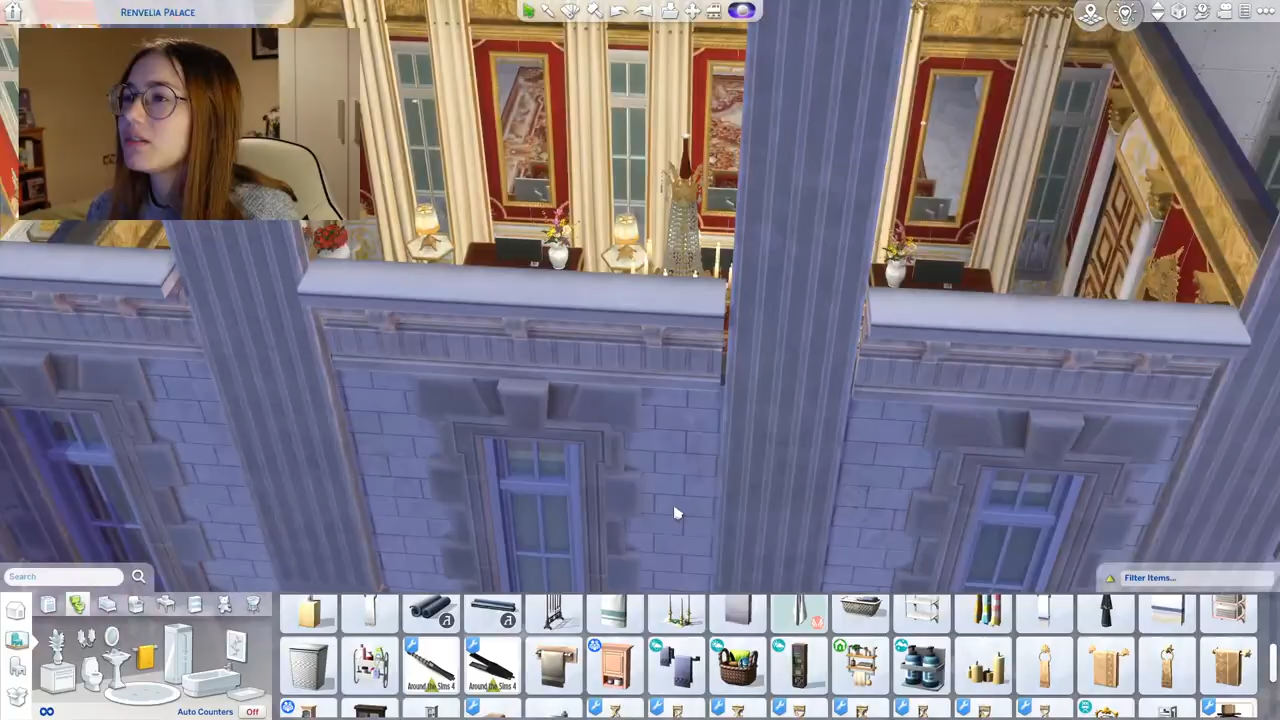 RENVELIA PALACE
Search
Filter Items...
a
a
Around the Sims 4
Around the Sims 4
Auto Counters Off